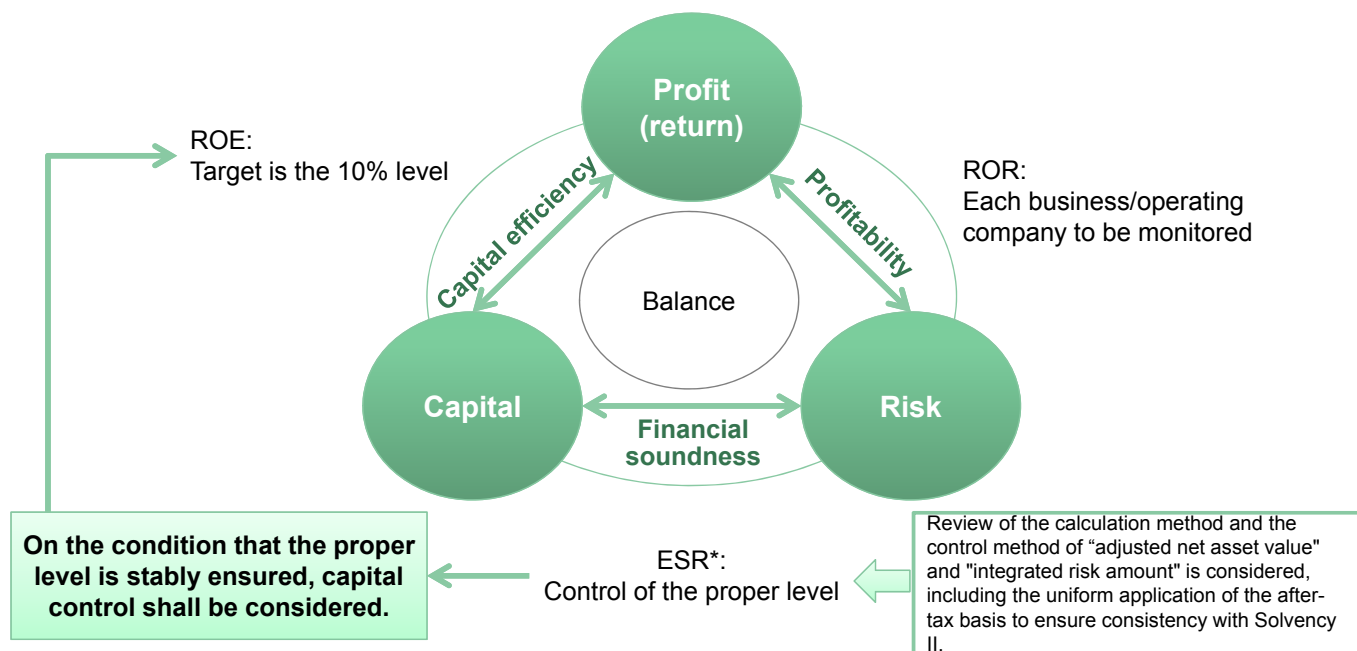 Profit
(return)
ROE:
Target is the 10% level
Capital efficiency
Profitability
ROR:
Each business/operating
company to be monitored
Balance
Capital
Financial
soundness
Risk
On the condition that the proper
level is stably ensured, capital
control shall be considered.
ESR*:
Control of the proper level
Review of the calculation method and the
control method of “adjusted net asset value"
and "integrated risk amount" is considered,
including the uniform application of the after-
tax basis to ensure consistency with Solvency
II.